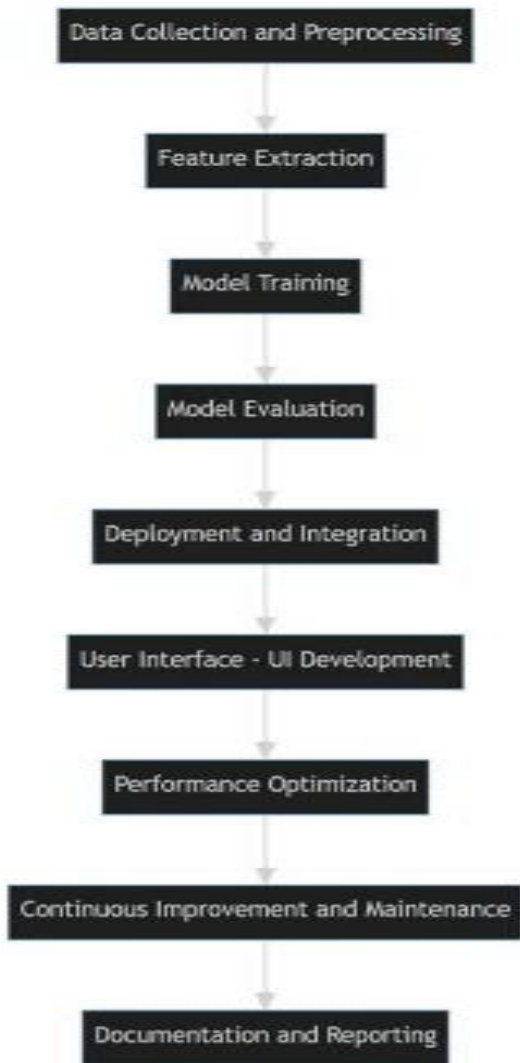 Data Collection and Preprocessing
Feature Extraction
Model Training
Model Evaluation
Deployment and Integration
User Interface - UI Development
Performance Optimization
Continuous Improvement and Maintenance
Documentation and Reporting